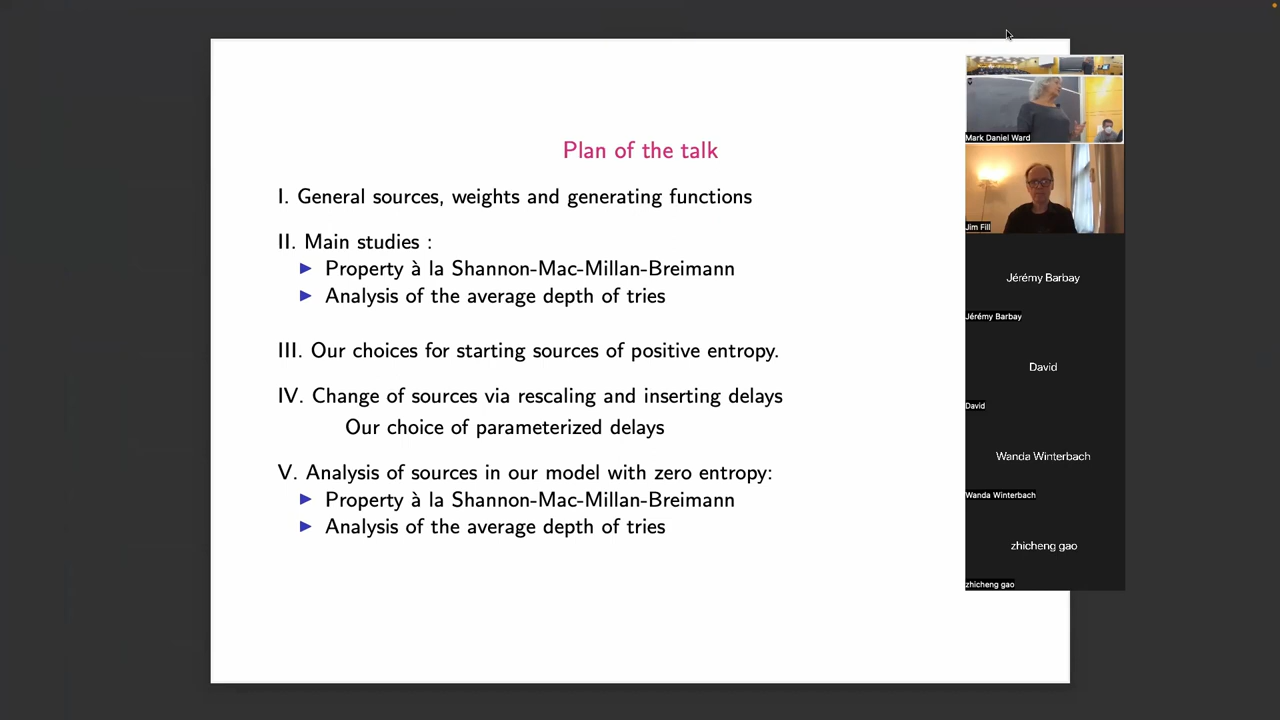 Plan of the talk
I. General sources, weights and generating functions
II. Main studies :
▶ Property à la Shannon-Mac-Millan-Breimann
▶ Analysis of the average depth of tries
III. Our choices for starting sources of positive entropy.
IV. Change of sources via rescaling and inserting delays
Our choice of parameterized delays
V. Analysis of sources in our model with zero entropy:
▶ Property à la Shannon-Mac-Millan-Breimann
▶ Analysis of the average depth of tries
Mark Daniel Ward
Jim Fill
Jérémy Barbay
Jérémy Barbay
David
David
Wanda Winterbach
Wanda Winterbach
zhicheng gao
zhicheng gao